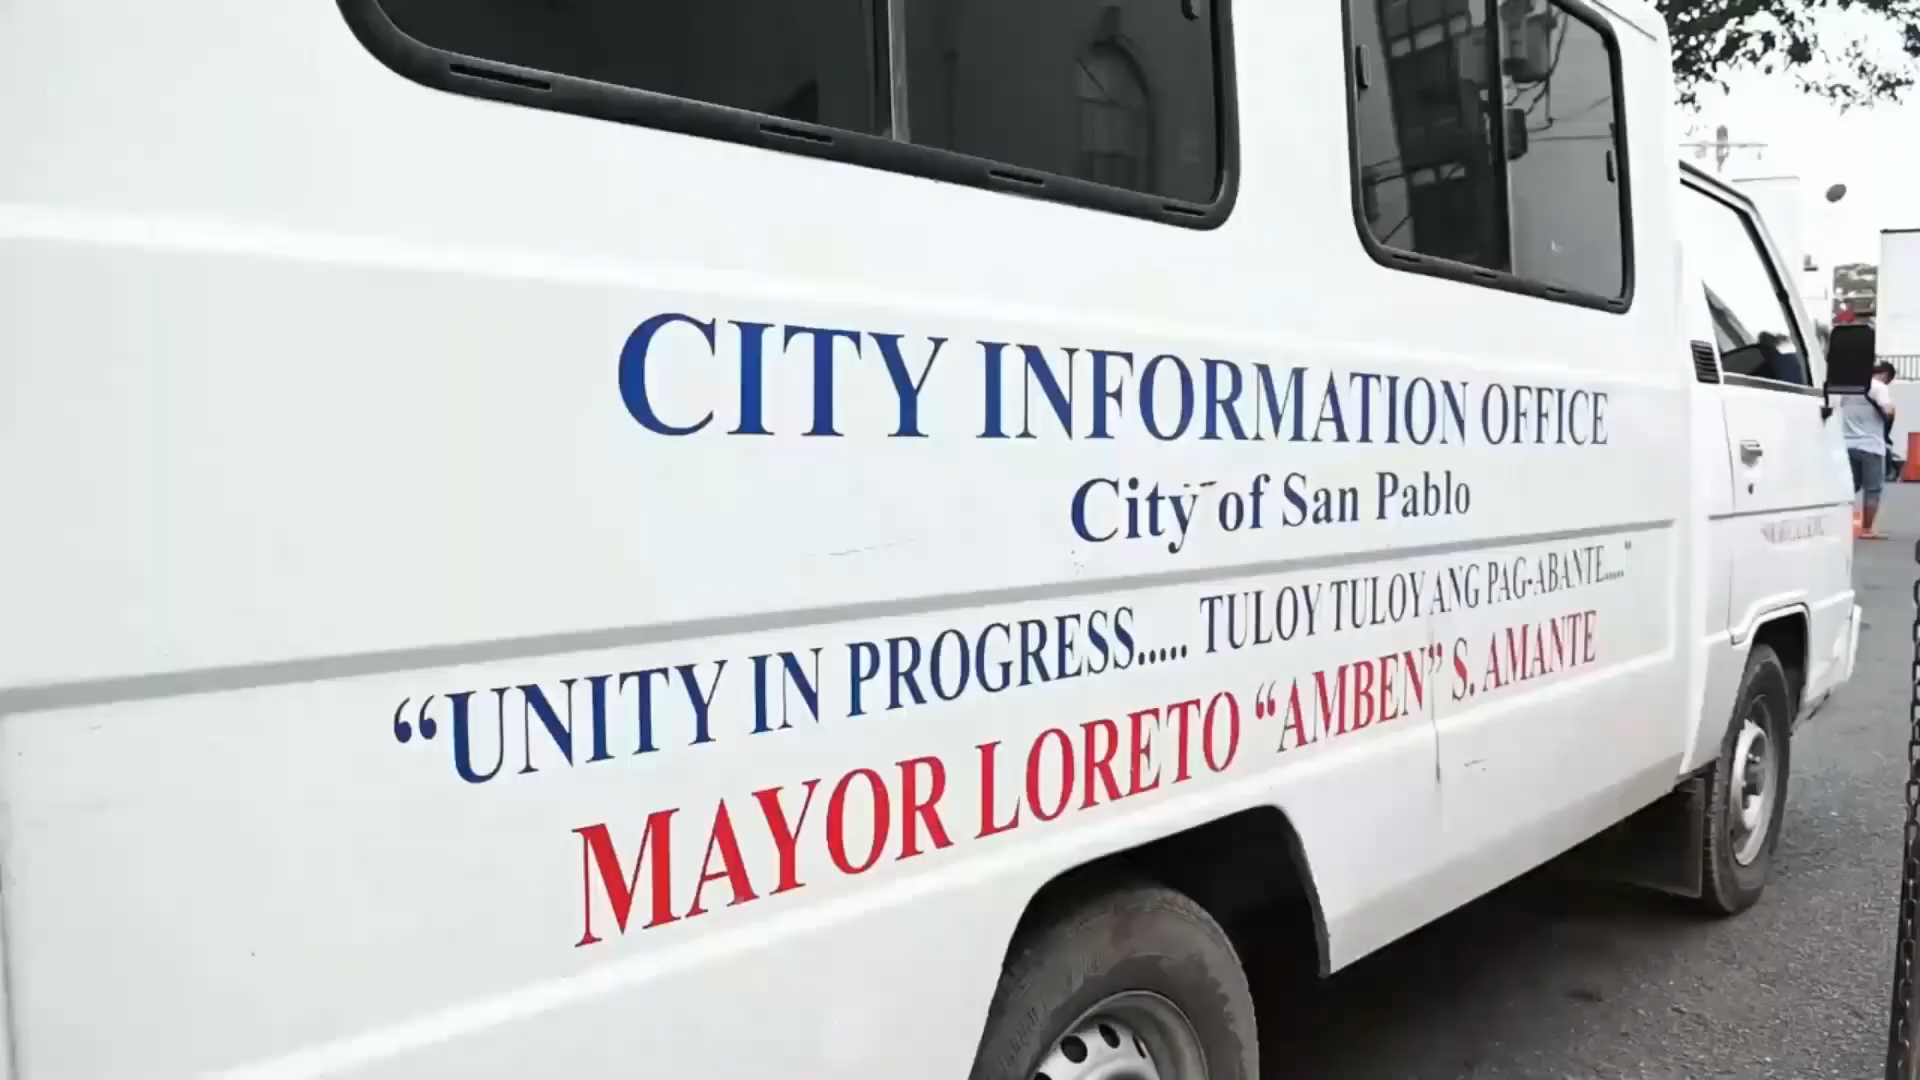 CITY INFORMATION OFFICE
City of San Pablo
“UNITY IN PROGRESS..... TULOY TULOY ANG PAG-ABANTE.....”
MAYOR LORETO “AMBEN” S. AMANTE